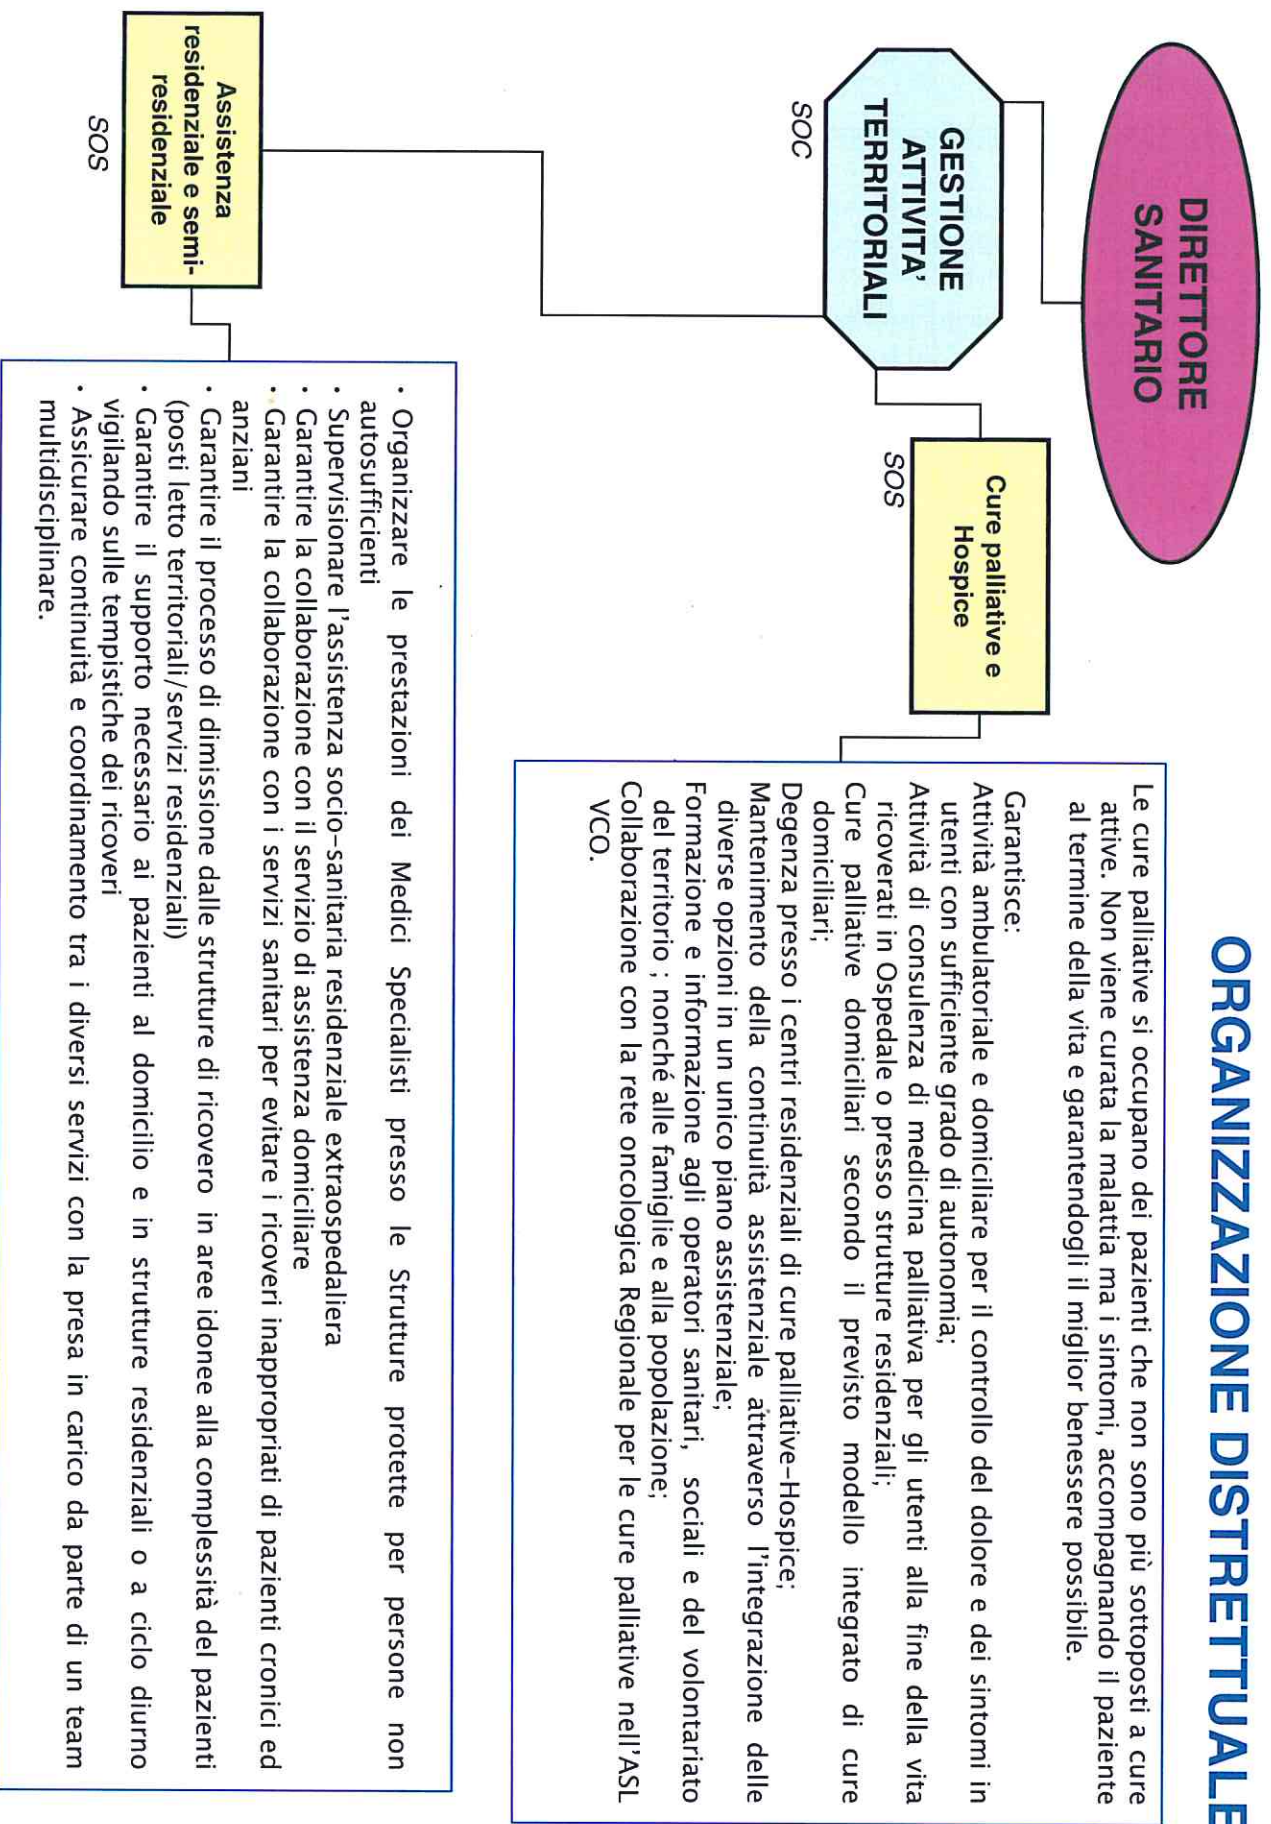 ORGANIZZAZIONE DISTRETTUALE
DIRETTORE
SANITARIO
GESTIONE
ATTIVITA'
TERRITORIALI
SOC
Cure palliative e
Hospice
SOS
Le cure palliative si occupano dei pazienti che non sono più sottoposti a cure
attive. Non viene curata la malattia ma i sintomi, accompagnando il paziente
al termine della vita e garantendogli il miglior benessere possibile.
Garantisce:
Attività ambulatoriale e domiciliare per il controllo del dolore e dei sintomi in
utenti con sufficiente grado di autonomia;
Attività di consulenza di medicina palliativa per gli utenti alla fine della vita
ricoverati in Ospedale o presso strutture residenziali;
Cure palliative domiciliari secondo il previsto modello integrato di cure
domiciliari;
Degenza presso i centri residenziali di cure palliative-Hospice;
Mantenimento della continuità assistenziale attraverso l'integrazione delle
diverse opzioni in un unico piano assistenziale;
Formazione e informazione agli operatori sanitari, sociali e del volontariato
del territorio ; nonché alle famiglie e alla popolazione;
Collaborazione con la rete oncologica Regionale per le cure palliative nell'ASL
VCO.
Assistenza
residenziale e semi-
residenziale
SOS
• Organizzare le prestazioni dei Medici Specialisti presso le Strutture protette per persone non
autosufficienti
• Supervisionare l'assistenza socio-sanitaria residenziale extraospedaliera
• Garantire la collaborazione con il servizio di assistenza domiciliare
• Garantire la collaborazione con i servizi sanitari per evitare i ricoveri inappropriati di pazienti cronici ed
anziani
• Garantire il processo di dimissione dalle strutture di ricovero in aree idonee alla complessità del pazienti
(posti letto territoriali/servizi residenziali)
• Garantire il supporto necessario ai pazienti al domicilio e in strutture residenziali o a ciclo diurno
vigilando sulle tempistiche dei ricoveri
• Assicurare continuità e coordinamento tra i diversi servizi con la presa in carico da parte di un team
multidisciplinare.